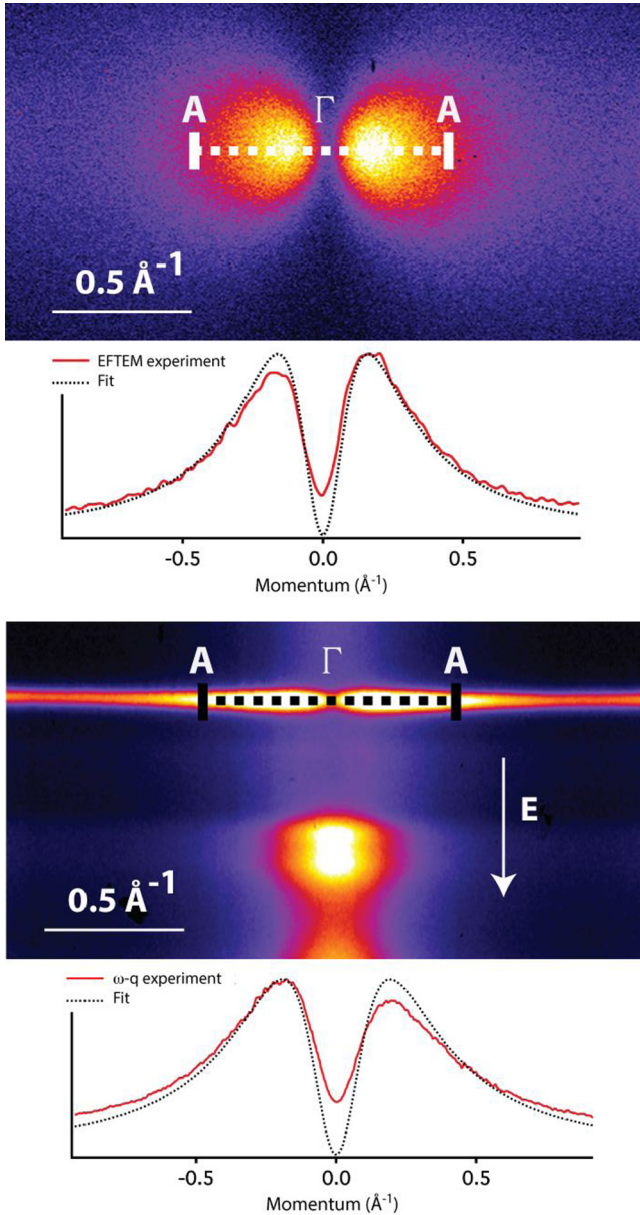 A Γ A
0.5 Å-1
EFTEM experiment
Fit
-0.5 0.0 0.5
Momentum (Å-1)
A Γ A
E
0.5 Å-1
ω-q experiment
Fit
-0.5 0.0 0.5
Momentum (Å-1)